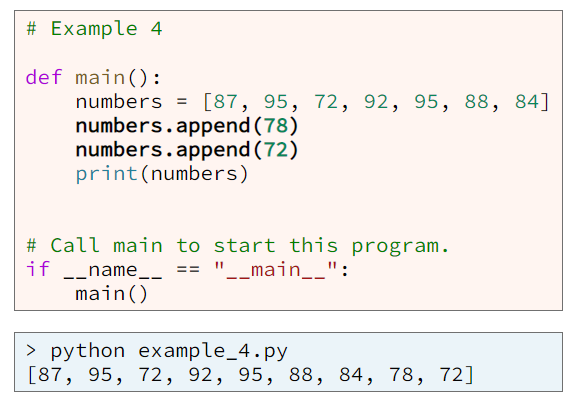 # Example 4

def main():
    numbers = [87, 95, 72, 92, 95, 88, 84]
    numbers.append(78)
    numbers.append(72)
    print(numbers)


# Call main to start this program.
if __name__ == "__main__":
    main()

> python example_4.py
[87, 95, 72, 92, 95, 88, 84, 78, 72]